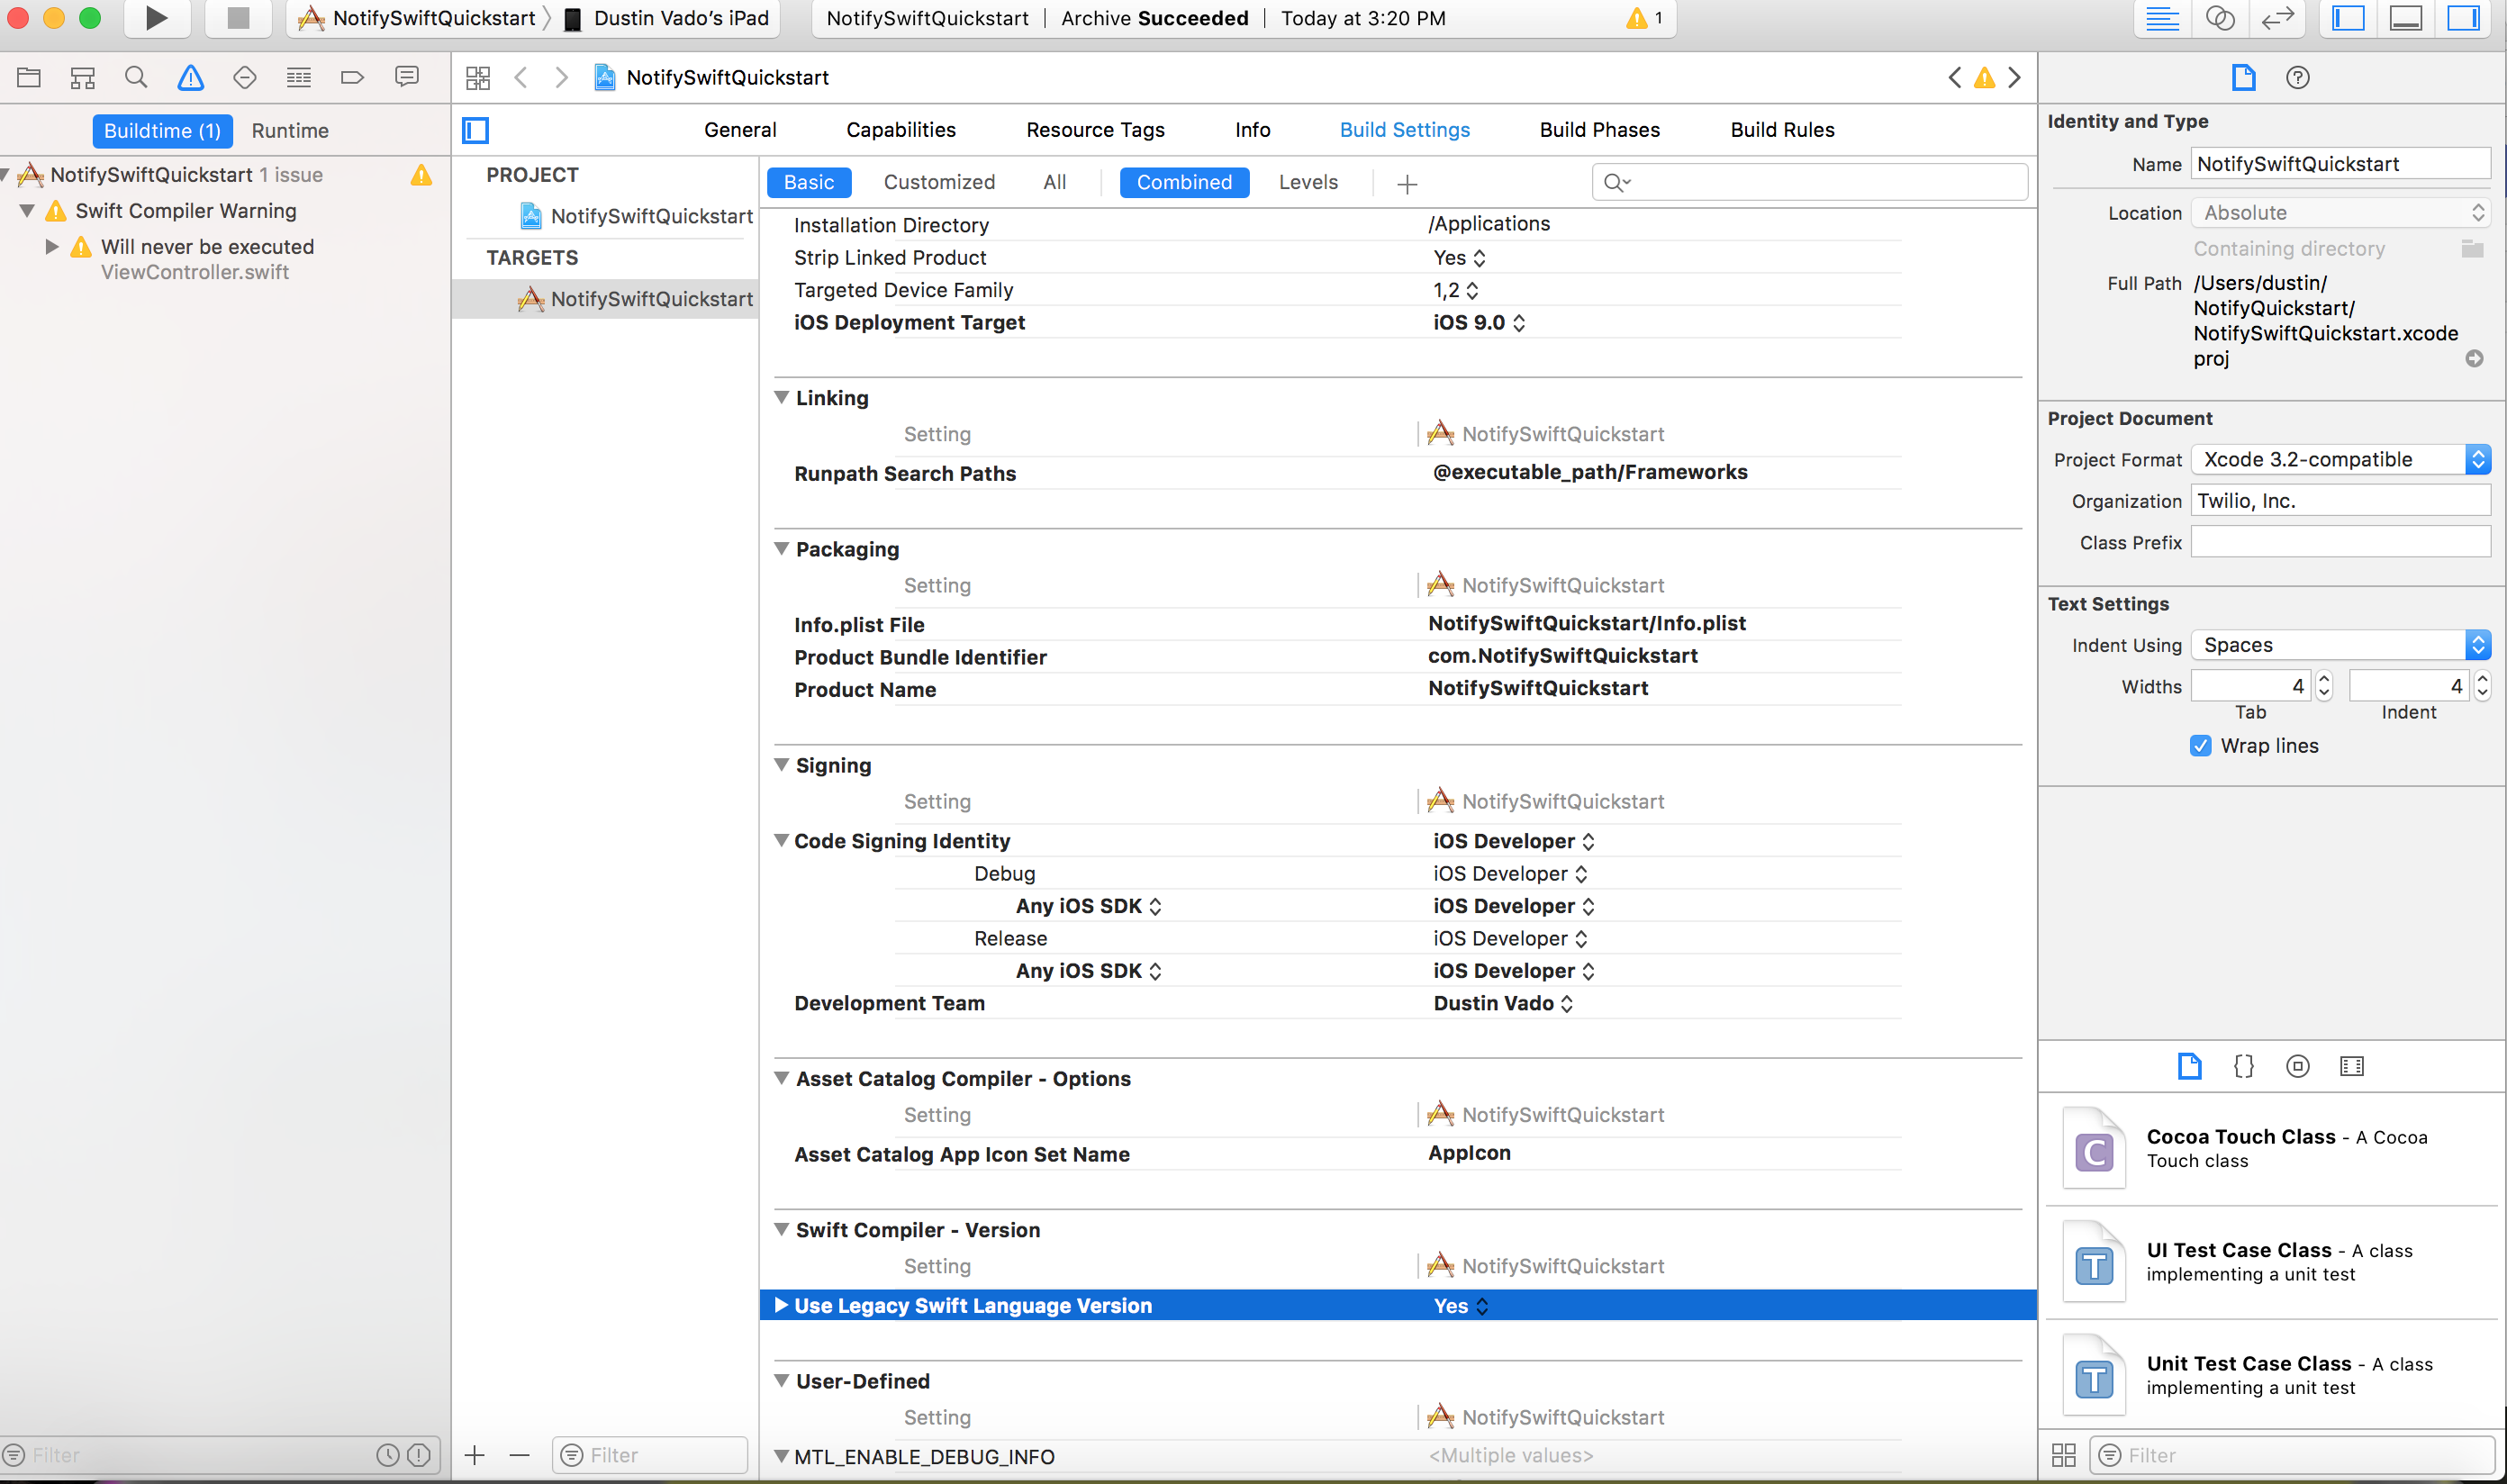 NotifySwiftQuickstart 〉 Dustin Vado’s iPad
NotifySwiftQuickstart | Archive Succeeded | Today at 3:20 PM
1
NotifySwiftQuickstart
Buildtime (1)
Runtime
General
Capabilities
Resource Tags
Info
Build Settings
Build Phases
Build Rules
NotifySwiftQuickstart 1 issue
Swift Compiler Warning
Will never be executed
ViewController.swift
PROJECT
NotifySwiftQuickstart
TARGETS
NotifySwiftQuickstart
Basic
Customized
All
Combined
Levels
Installation Directory
/Applications
Strip Linked Product
Yes
Targeted Device Family
1,2
iOS Deployment Target
iOS 9.0
Linking
Setting
NotifySwiftQuickstart
Runpath Search Paths
@executable_path/Frameworks
Packaging
Setting
NotifySwiftQuickstart
Info.plist File
NotifySwiftQuickstart/Info.plist
Product Bundle Identifier
com.NotifySwiftQuickstart
Product Name
NotifySwiftQuickstart
Signing
Setting
NotifySwiftQuickstart
Code Signing Identity
iOS Developer
Debug
iOS Developer
Any iOS SDK
iOS Developer
Release
iOS Developer
Any iOS SDK
iOS Developer
Development Team
Dustin Vado
Asset Catalog Compiler - Options
Setting
NotifySwiftQuickstart
Asset Catalog App Icon Set Name
AppIcon
Swift Compiler - Version
Setting
NotifySwiftQuickstart
Use Legacy Swift Language Version
Yes
User-Defined
Setting
NotifySwiftQuickstart
MTL_ENABLE_DEBUG_INFO
<Multiple values>
Filter
Filter
Identity and Type
Name
NotifySwiftQuickstart
Location
Absolute
Containing directory
Full Path
/Users/dustin/
NotifyQuickstart/
NotifySwiftQuickstart.xcode
proj
Project Document
Project Format
Xcode 3.2-compatible
Organization
Twilio, Inc.
Class Prefix
Text Settings
Indent Using
Spaces
Widths
4
4
Tab
Indent
Wrap lines
{}
C
Cocoa Touch Class - A Cocoa
Touch class
T
UI Test Case Class - A class
implementing a unit test
T
Unit Test Case Class - A class
implementing a unit test
Filter